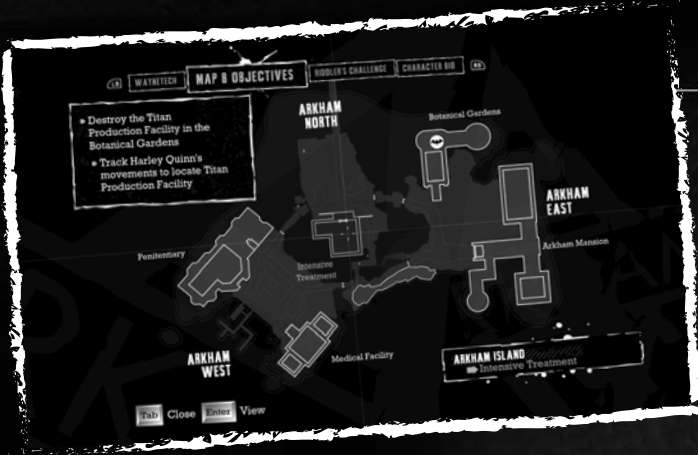 LB
WAYNETECH
MAP & OBJECTIVES
RIDDLER'S CHALLENGE
CHARACTER BIO
RB
Destroy the Titan
Production Facility in the
Botanical Gardens
Track Harley Quinn's
movements to locate Titan
Production Facility
ARKHAM
NORTH
Botanical Gardens
ARKHAM
EAST
Arkham Mansion
Penitentiary
Intensive
Treatment
ARKHAM
WEST
Medical Facility
ARKHAM ISLAND
Intensive Treatment
Tab Close Enter View